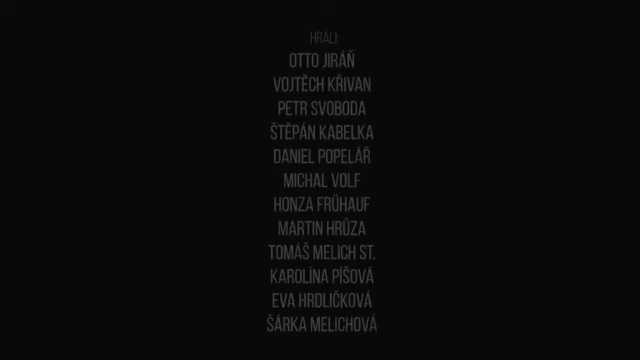 HRÁLI:
OTTO JIRÁŇ
VOJTĚCH KŘIVAN
PETR SVOBODA
ŠTĚPÁN KABELKA
DANIEL POPELÁŘ
MICHAL VOLF
HONZA FRÜHAUF
MARTIN HRŮZA
TOMÁŠ MELICH ST.
KAROLÍNA PÍŠOVÁ
EVA HRDLIČKOVÁ
ŠÁRKA MELICHOVÁ